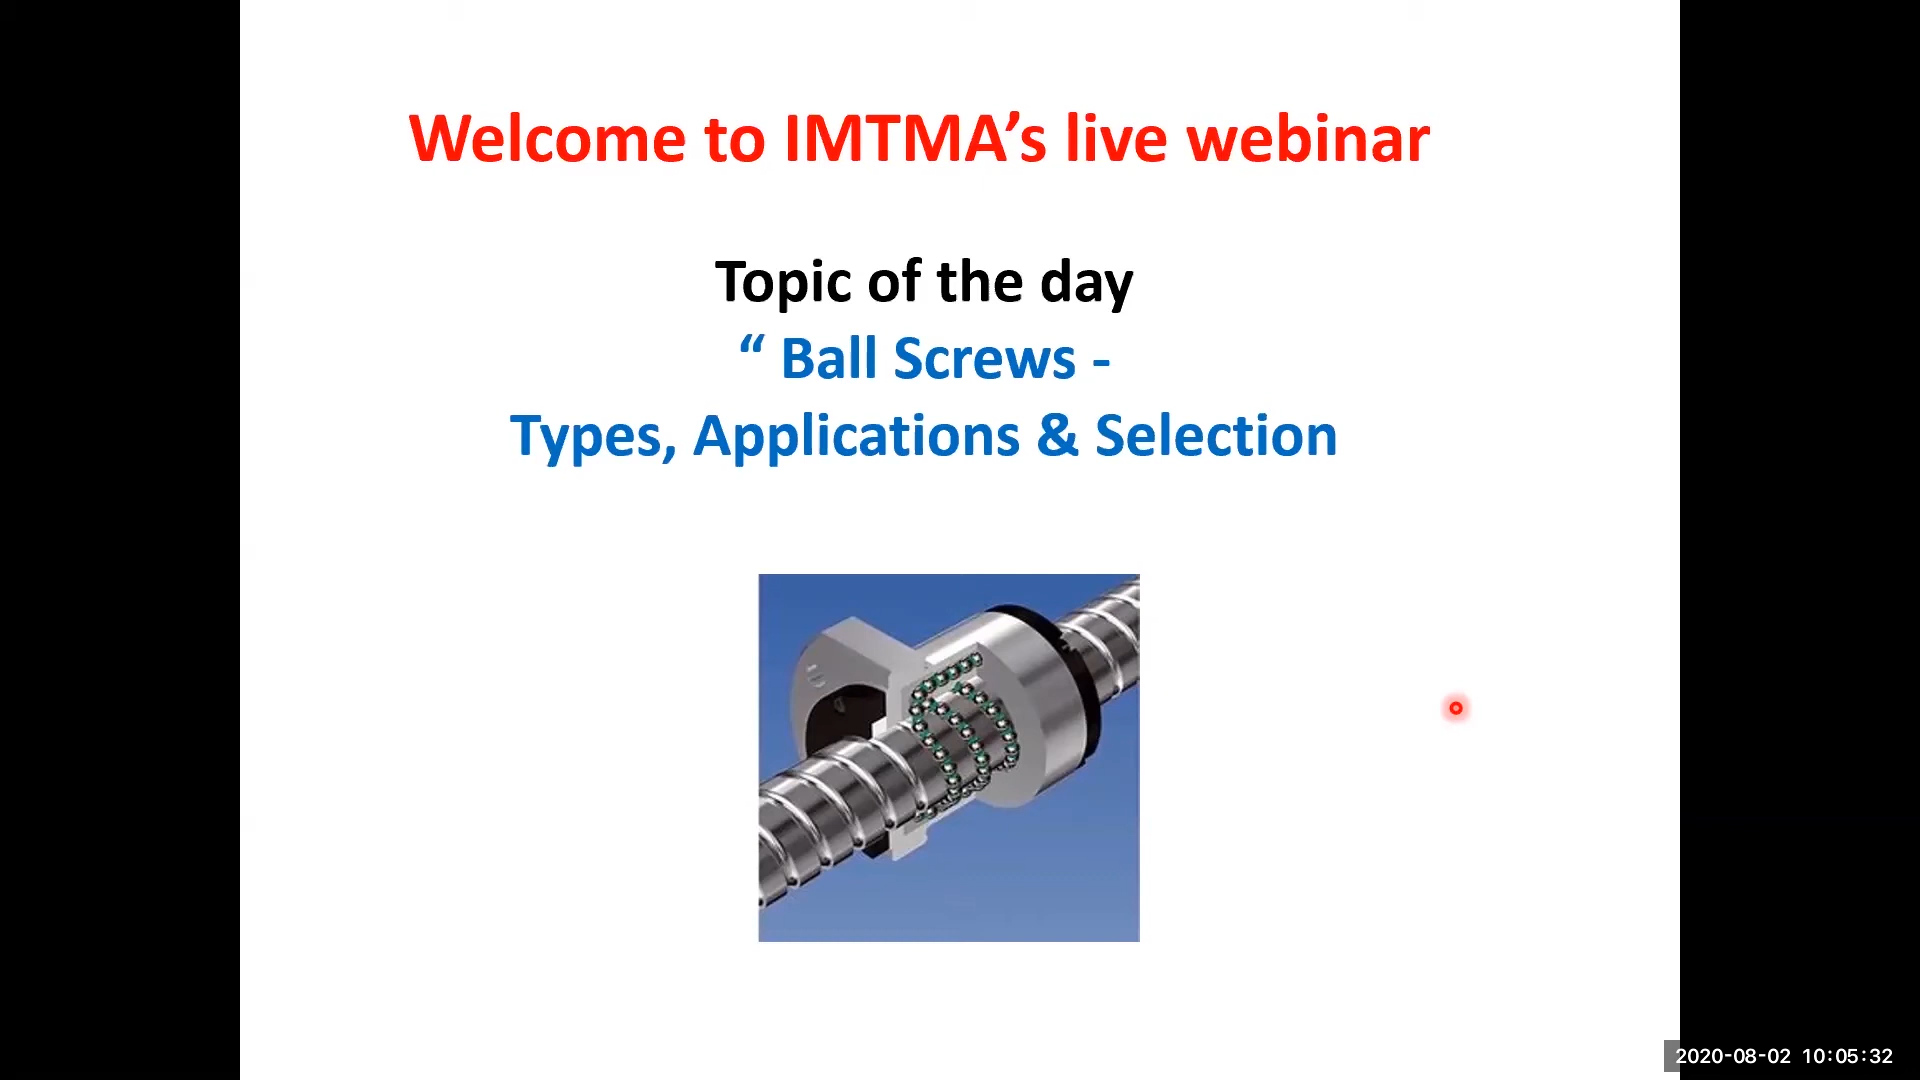 Welcome to IMTMA’s live webinar
Topic of the day
“ Ball Screws -
Types, Applications & Selection
2020-08-02 10:05:32